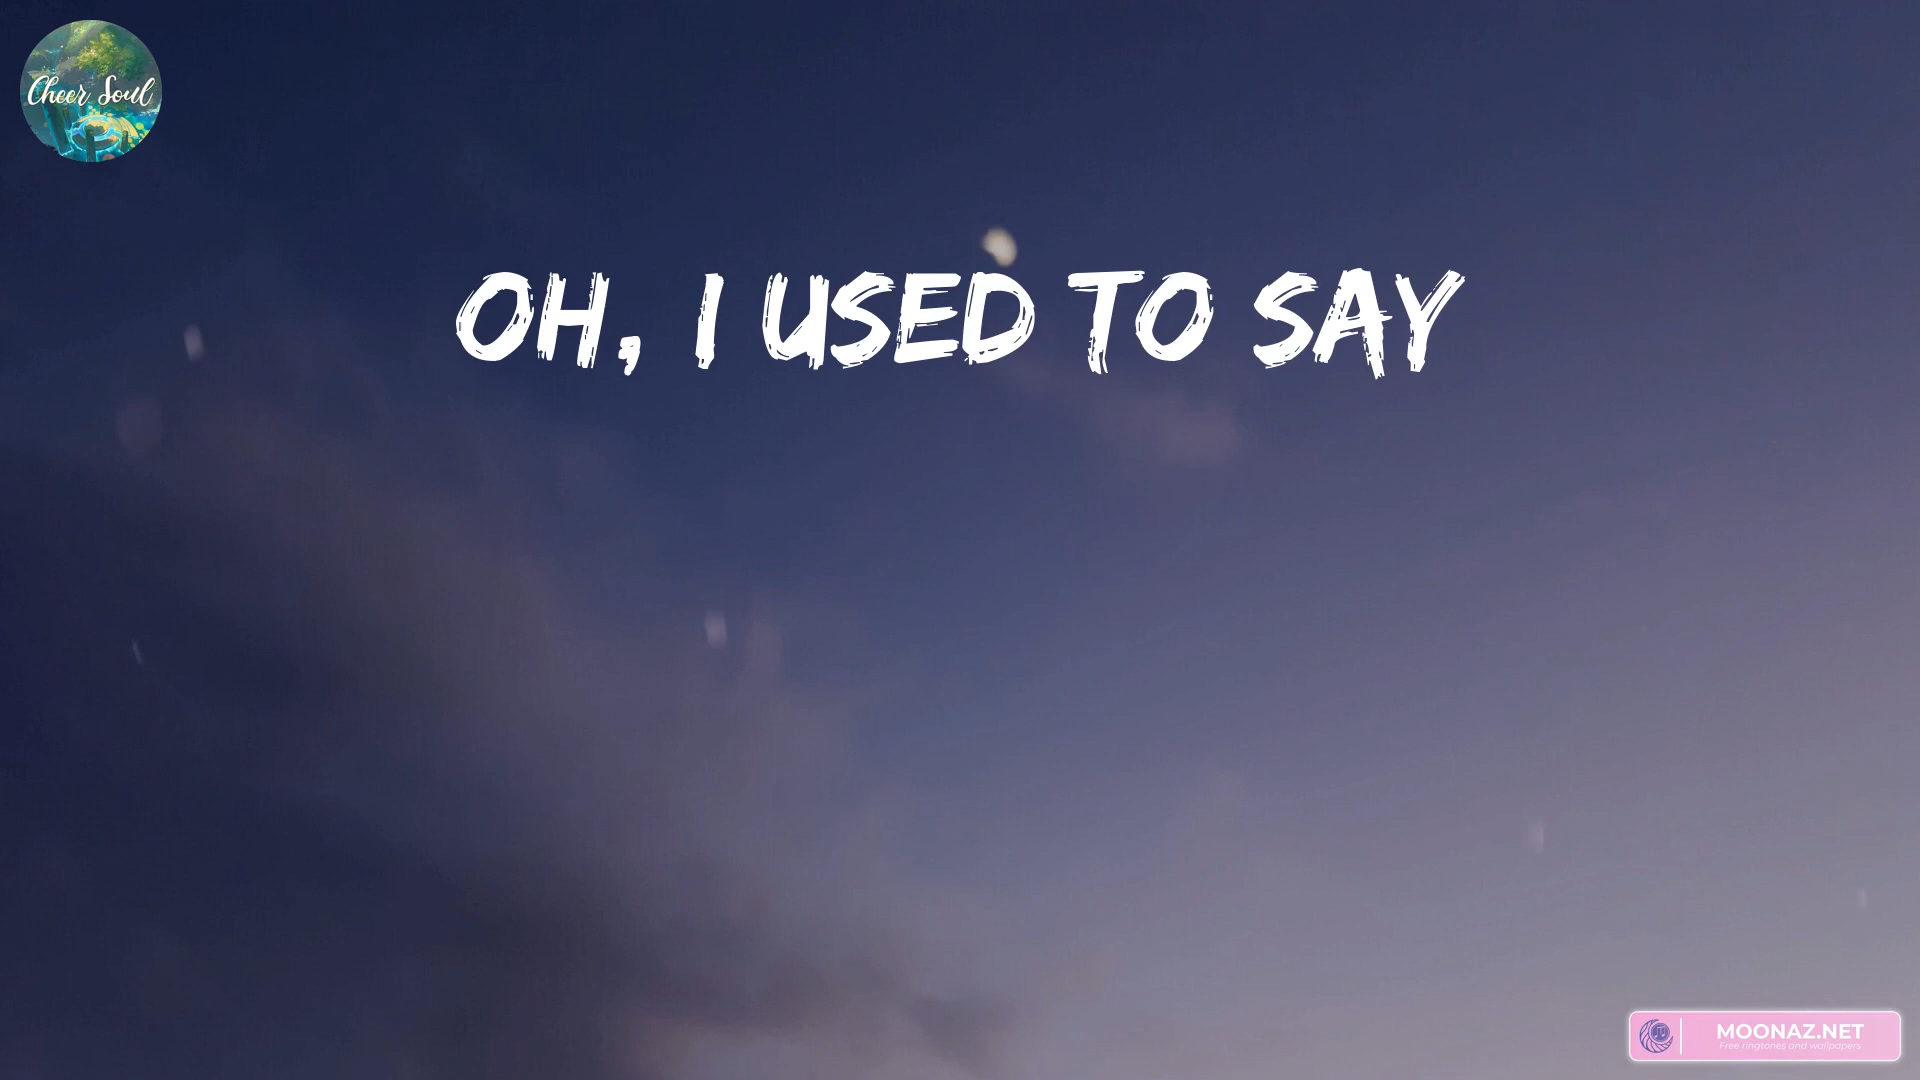 Cheer Soul
OH, I USED TO SAY
MOONAZ.NET
Free ringtones and wallpapers